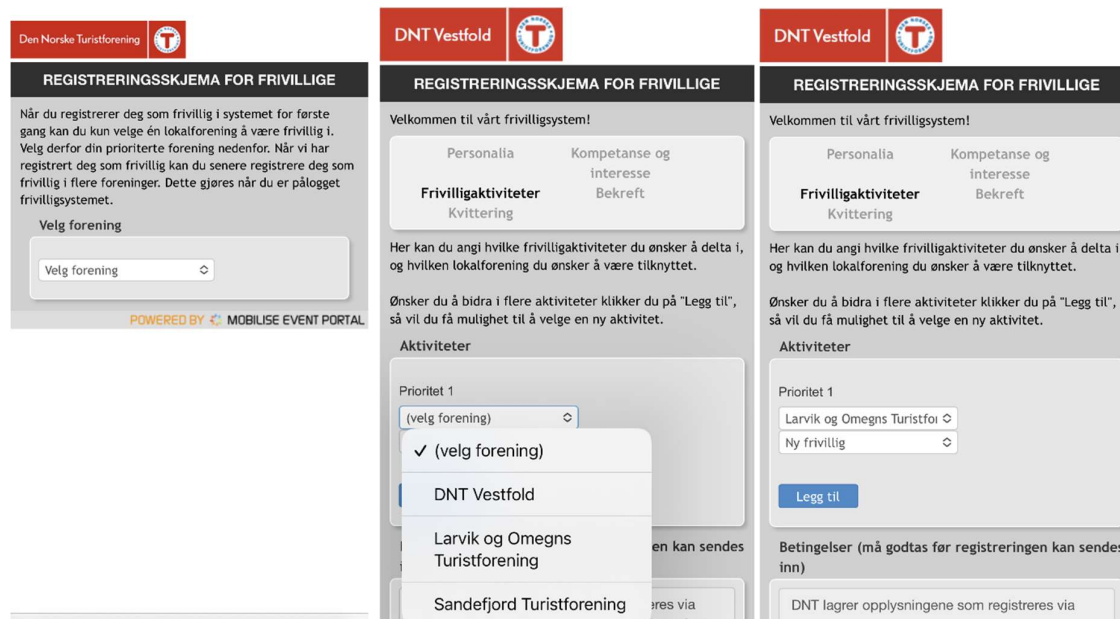 Den Norske Turistforening
REGISTRERINGSSKJEMA FOR FRIVILLIGE
Når du registrerer deg som frivillig i systemet for første
gang kan du kun velge én lokalforening å være frivillig i.
Velg derfor din prioriterte forening nedenfor. Når vi har
registrert deg som frivillig kan du senere registrere deg som
frivillig i flere foreninger. Dette gjøres når du er pålogget
frivilligsystemet.
Velg forening
Velg forening
POWERED BY MOBILISE EVENT PORTAL
DNT Vestfold
REGISTRERINGSSKJEMA FOR FRIVILLIGE
Velkommen til vårt frivilligsystem!
Personalia
Kompetanse og
interesse
Frivilligaktiviteter
Bekreft
Kvittering
Her kan du angi hvilke frivilligaktiviteter du ønsker å delta i,
og hvilken lokalforening du ønsker å være tilknyttet.
Ønsker du å bidra i flere aktiviteter klikker du på "Legg til",
så vil du få mulighet til å velge en ny aktivitet.
Aktiviteter
Prioritet 1
(velg forening)
✓ (velg forening)
DNT Vestfold
Larvik og Omegns
Turistforening
en kan sendes
Sandefjord Turistforening
eres via
DNT Vestfold
REGISTRERINGSSKJEMA FOR FRIVILLIGE
Velkommen til vårt frivilligsystem!
Personalia
Kompetanse og
interesse
Frivilligaktiviteter
Bekreft
Kvittering
Her kan du angi hvilke frivilligaktiviteter du ønsker å delta i
og hvilken lokalforening du ønsker å være tilknyttet.
Ønsker du å bidra i flere aktiviteter klikker du på "Legg til",
så vil du få mulighet til å velge en ny aktivitet.
Aktiviteter
Prioritet 1
Larvik og Omegns Turistfor
Ny frivillig
Legg til
Betingelser (må godtas før registreringen kan sendes
inn)
DNT lagrer opplysningene som registreres via